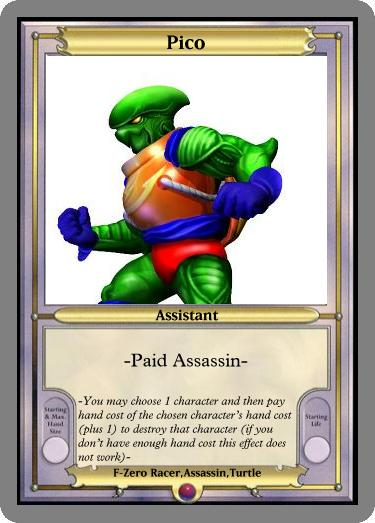 Pico
Assistant
-Paid Assassin-
-You may choose 1 character and then pay
hand cost of the chosen character's hand cost
(plus 1) to destroy that character (if you
don't have enough hand cost this effect does
not work)-
Starting
& Max.
Hand
Size
Starting
Life
F-Zero Racer,Assassin,Turtle